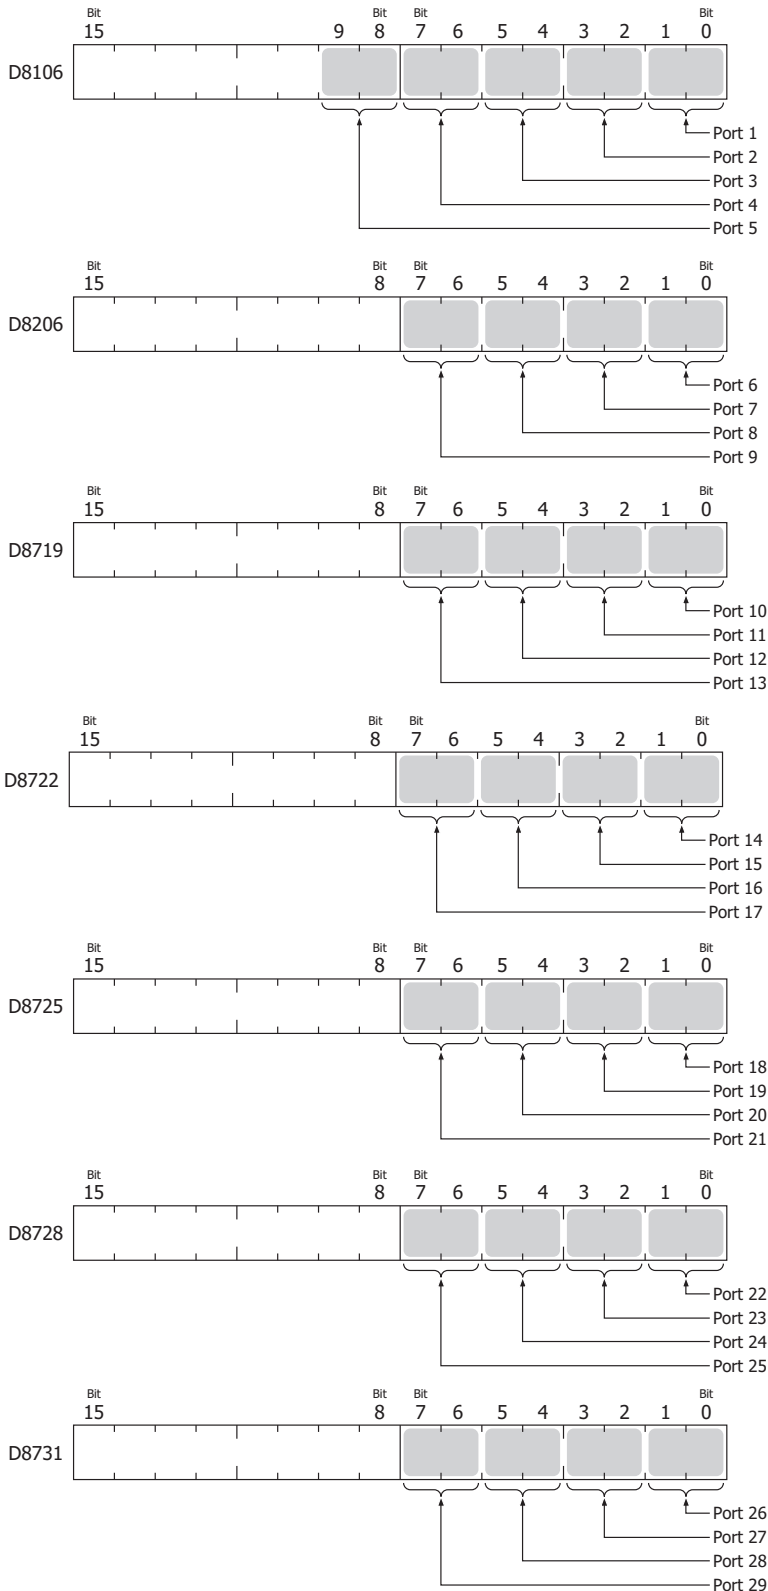 Bit Bit Bit
15 9 8 7 6 5 4 3 2 1 0
D8106
Port 1
Port 2
Port 3
Port 4
Port 5
Bit Bit Bit Bit
15 8 7 6 5 4 3 2 1 0
D8206
Port 6
Port 7
Port 8
Port 9
Bit Bit Bit Bit
15 8 7 6 5 4 3 2 1 0
D8719
Port 10
Port 11
Port 12
Port 13
Bit Bit Bit Bit
15 8 7 6 5 4 3 2 1 0
D8722
Port 14
Port 15
Port 16
Port 17
Bit Bit Bit Bit
15 8 7 6 5 4 3 2 1 0
D8725
Port 18
Port 19
Port 20
Port 21
Bit Bit Bit Bit
15 8 7 6 5 4 3 2 1 0
D8728
Port 22
Port 23
Port 24
Port 25
Bit Bit Bit Bit
15 8 7 6 5 4 3 2 1 0
D8731
Port 26
Port 27
Port 28
Port 29